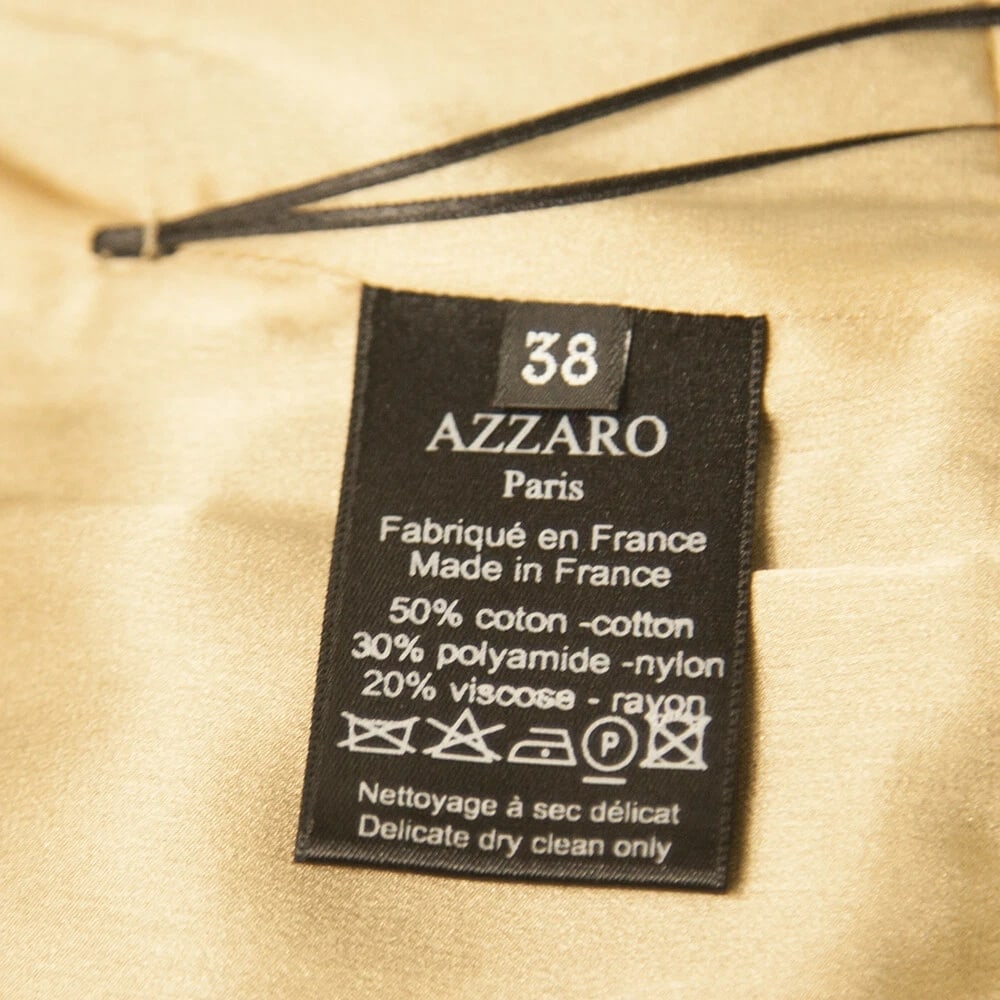 38
AZZARO
Paris
Fabriqué en France
Made in France
50% coton -cotton
30% polyamide -nylon
20% viscose - rayon
P
Nettoyage à sec délicat
Delicate dry clean only